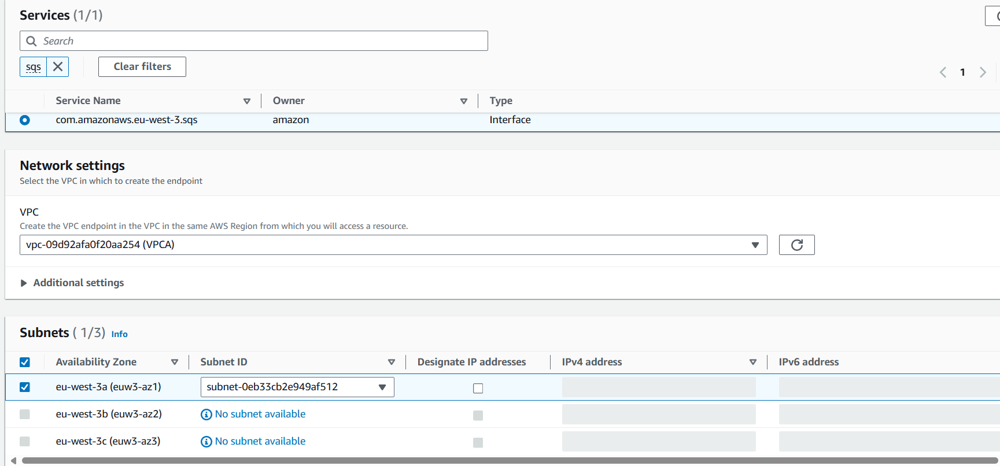 Services (1/1)
Search
sqs
Clear filters
1
Service Name Owner Type
com.amazonaws.eu-west-3.sqs amazon Interface
Network settings
Select the VPC in which to create the endpoint
VPC
Create the VPC endpoint in the VPC in the same AWS Region from which you will access a resource.
vpc-09d92afa0f20aa254 (VPCA)
Additional settings
Subnets ( 1/3) Info
Availability Zone Subnet ID Designate IP addresses IPv4 address IPv6 address
eu-west-3a (euw3-az1) subnet-0eb33cb2e949af512
eu-west-3b (euw3-az2) No subnet available
eu-west-3c (euw3-az3) No subnet available